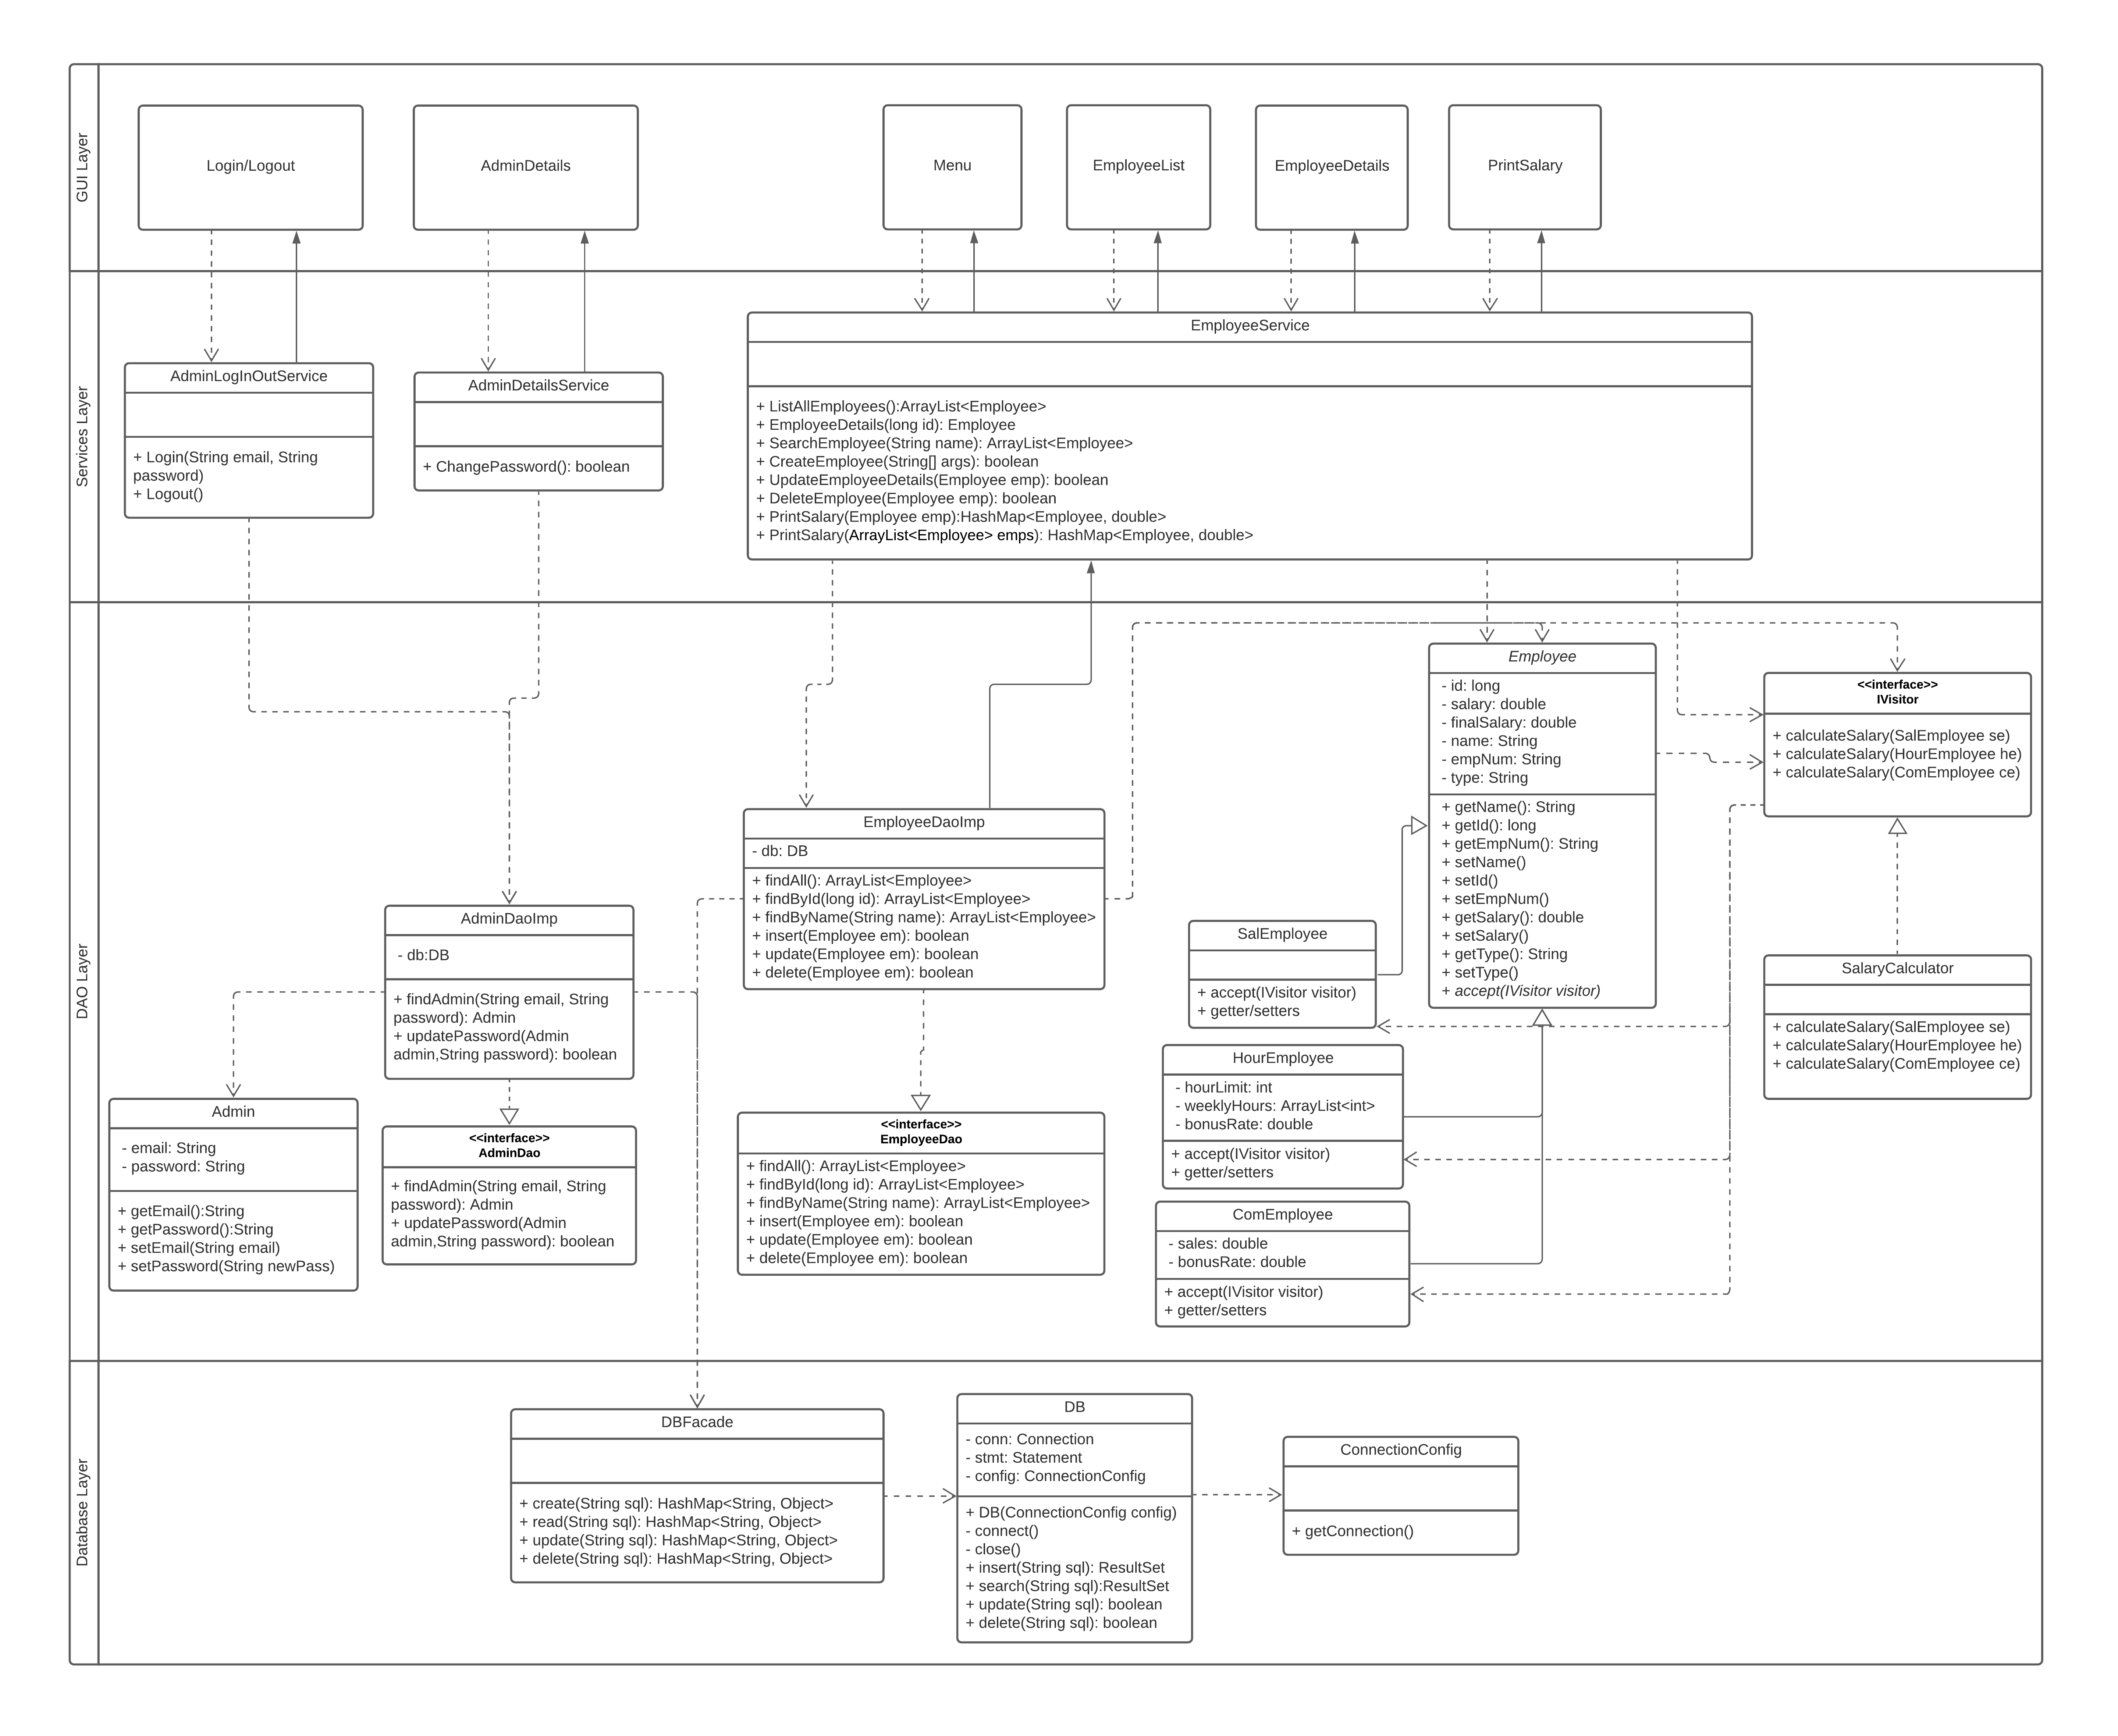 GUI Layer
Login/Logout
AdminDetails
Menu
EmployeeList
EmployeeDetails
PrintSalary
Services Layer
AdminLogInOutService
+ Login(String email, String
password)
+ Logout()
AdminDetailsService
+ ChangePassword(): boolean
EmployeeService
+ ListAllEmployees():ArrayList<Employee>
+ EmployeeDetails(long id): Employee
+ SearchEmployee(String name): ArrayList<Employee>
+ CreateEmployee(String[] args): boolean
+ UpdateEmployeeDetails(Employee emp): boolean
+ DeleteEmployee(Employee emp): boolean
+ PrintSalary(Employee emp):HashMap<Employee, double>
+ PrintSalary(ArrayList<Employee> emps): HashMap<Employee, double>
DAO Layer
Employee
- id: long
- salary: double
- finalSalary: double
- name: String
- empNum: String
- type: String
+ getName(): String
+ getId(): long
+ getEmpNum(): String
+ setName()
+ setId()
+ setEmpNum()
+ getSalary(): double
+ setSalary()
+ getType(): String
+ setType()
+ accept(IVisitor visitor)
<<interface>>
IVisitor
+ calculateSalary(SalEmployee se)
+ calculateSalary(HourEmployee he)
+ calculateSalary(ComEmployee ce)
EmployeeDaoImp
- db: DB
+ findAll(): ArrayList<Employee>
+ findById(long id): ArrayList<Employee>
+ findByName(String name): ArrayList<Employee>
+ insert(Employee em): boolean
+ update(Employee em): boolean
+ delete(Employee em): boolean
AdminDaoImp
- db:DB
+ findAdmin(String email, String
password): Admin
+ updatePassword(Admin
admin,String password): boolean
SalEmployee
+ accept(IVisitor visitor)
+ getter/setters
SalaryCalculator
+ calculateSalary(SalEmployee se)
+ calculateSalary(HourEmployee he)
+ calculateSalary(ComEmployee ce)
HourEmployee
- hourLimit: int
- weeklyHours: ArrayList<int>
- bonusRate: double
+ accept(IVisitor visitor)
+ getter/setters
Admin
- email: String
- password: String
+ getEmail():String
+ getPassword():String
+ setEmail(String email)
+ setPassword(String newPass)
<<interface>>
AdminDao
+ findAdmin(String email, String
password): Admin
+ updatePassword(Admin
admin,String password): boolean
<<interface>>
EmployeeDao
+ findAll(): ArrayList<Employee>
+ findById(long id): ArrayList<Employee>
+ findByName(String name): ArrayList<Employee>
+ insert(Employee em): boolean
+ update(Employee em): boolean
+ delete(Employee em): boolean
ComEmployee
- sales: double
- bonusRate: double
+ accept(IVisitor visitor)
+ getter/setters
Database Layer
DBFacade
+ create(String sql): HashMap<String, Object>
+ read(String sql): HashMap<String, Object>
+ update(String sql): HashMap<String, Object>
+ delete(String sql): HashMap<String, Object>
DB
- conn: Connection
- stmt: Statement
- config: ConnectionConfig
+ DB(ConnectionConfig config)
- connect()
- close()
+ insert(String sql): ResultSet
+ search(String sql):ResultSet
+ update(String sql): boolean
+ delete(String sql): boolean
ConnectionConfig
+ getConnection()